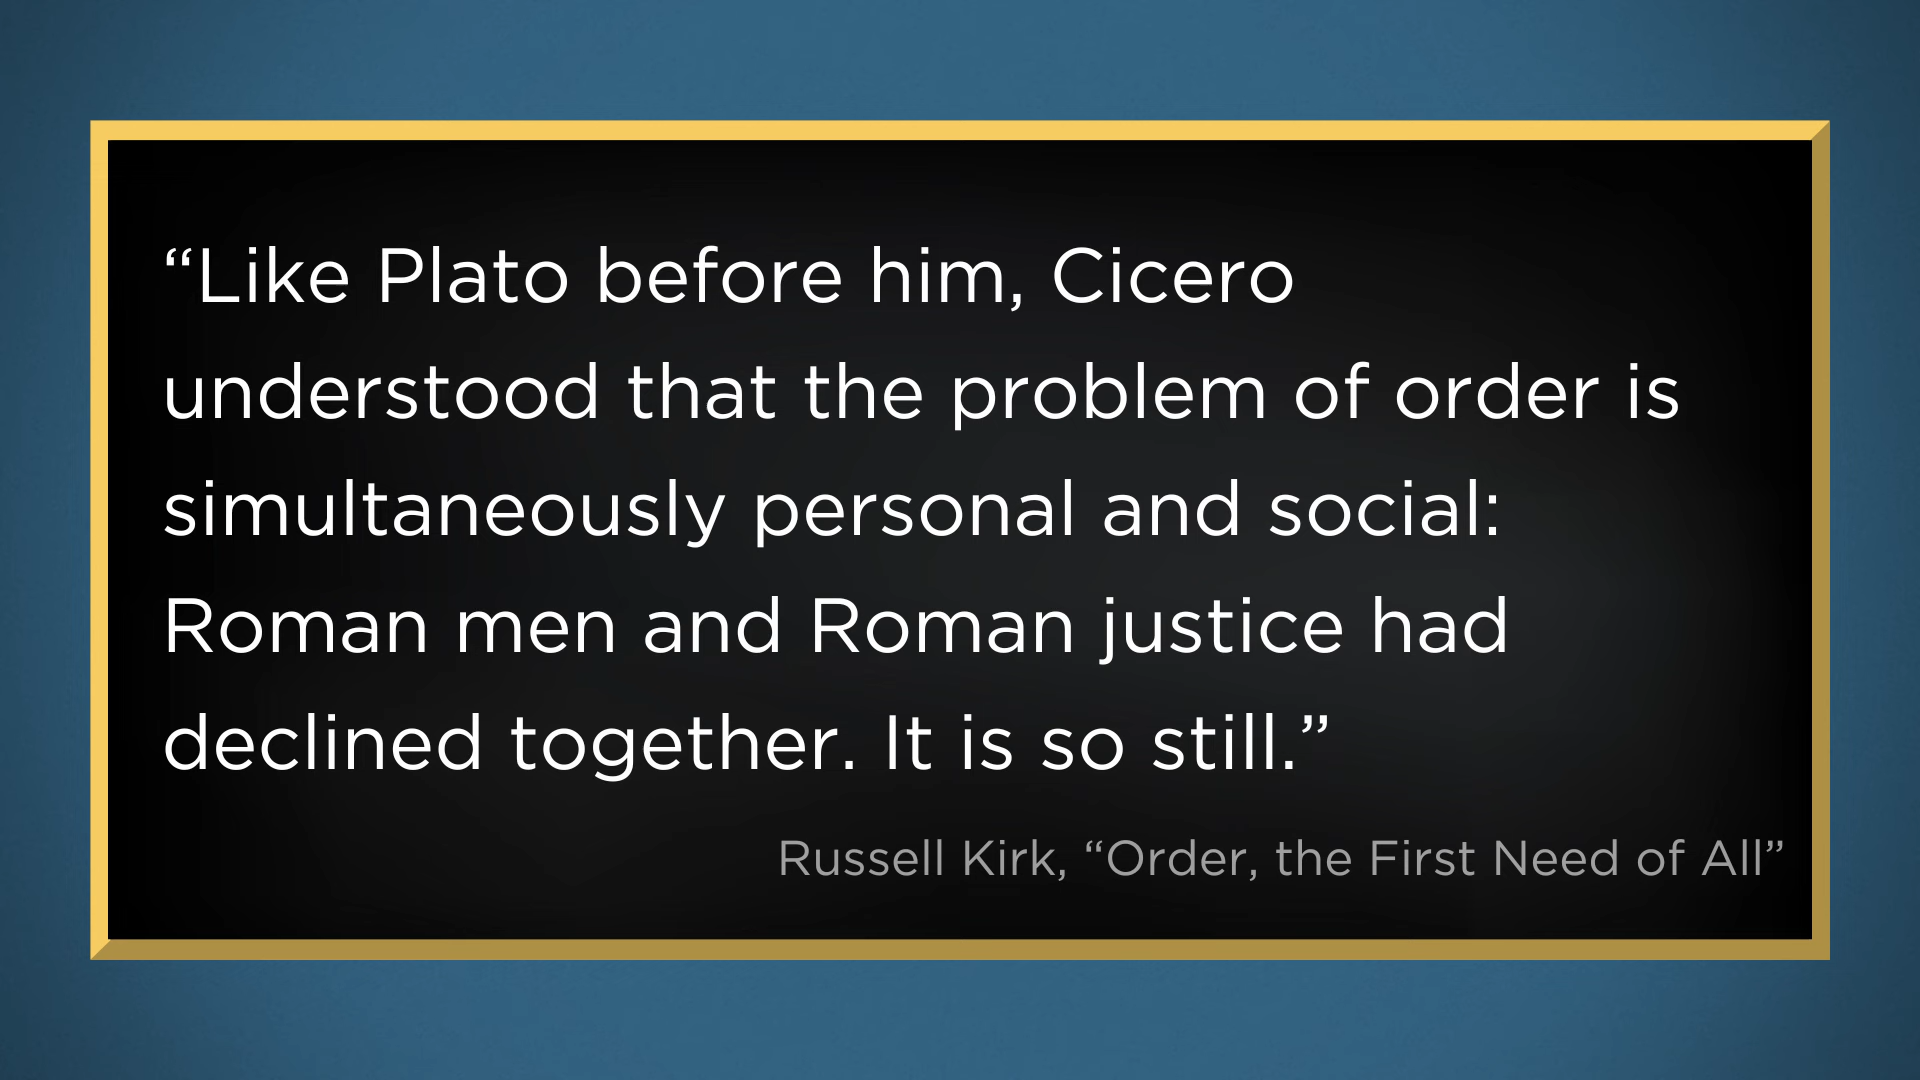 “Like Plato before him, Cicero
understood that the problem of order is
simultaneously personal and social:
Roman men and Roman justice had
declined together. It is so still.”
Russell Kirk, “Order, the First Need of All”